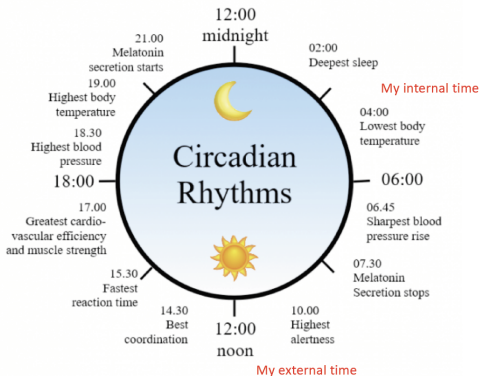 12:00
midnight
02:00
Deepest sleep
My internal time
04:00
Lowest body
temperature
06:00
06.45
Sharpest blood
pressure rise
07.30
Melatonin
Secretion stops
10.00
Highest
alertness
12:00
noon
My external time
14.30
Best
coordination
15.30
Fastest
reaction time
17.00
Greatest cardio-
vascular efficiency
and muscle strength
18:00
18.30
Highest blood
pressure
19.00
Highest body
temperature
21.00
Melatonin
secretion starts
Circadian
Rhythms